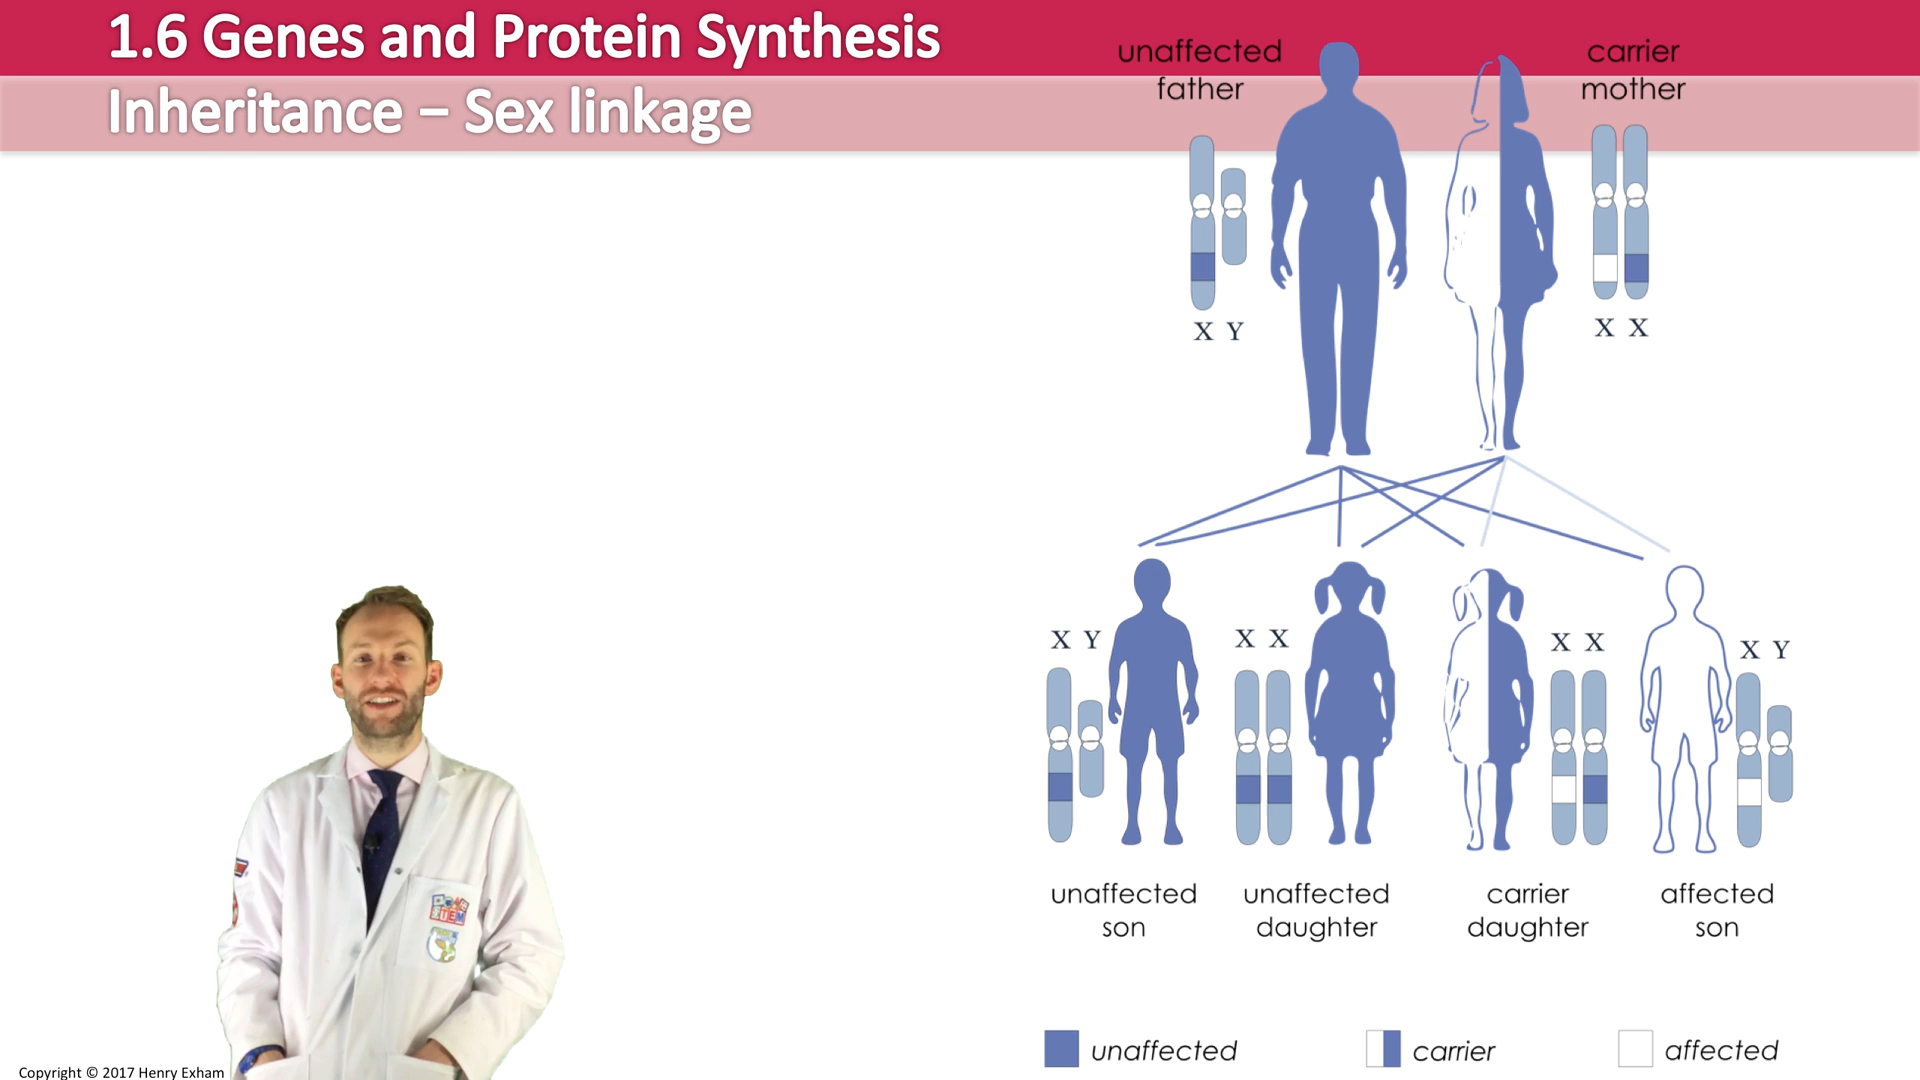 1.6 Genes and Protein Synthesis
Inheritance – Sex linkage
unaffected
father
carrier
mother
X Y
X X
X Y
X X
X X
X Y
unaffected
son
unaffected
daughter
carrier
daughter
affected
son
unaffected
carrier
affected
STEM
Copyright © 2017 Henry Exham